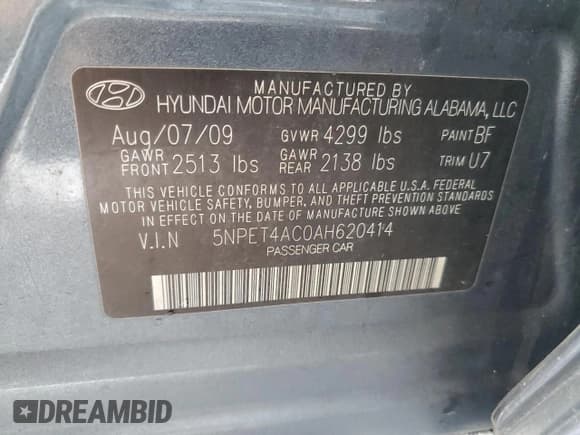 MANUFACTURED BY
HYUNDAI MOTOR MANUFACTURING ALABAMA, LLC
Aug/07/09 GVWR 4299 lbs PAINT BF
GAWR FRONT 2513 lbs GAWR REAR 2138 lbs TRIM U7
THIS VEHICLE CONFORMS TO ALL APPLICABLE U.S.A. FEDERAL
MOTOR VEHICLE SAFETY, BUMPER, AND THEFT PREVENTION STANDARDS
IN EFFECT ON THE DATE OF MANUFACTURE SHOWN ABOVE.
V.I.N 5NPET4AC0AH620414
PASSENGER CAR
DREAMBID